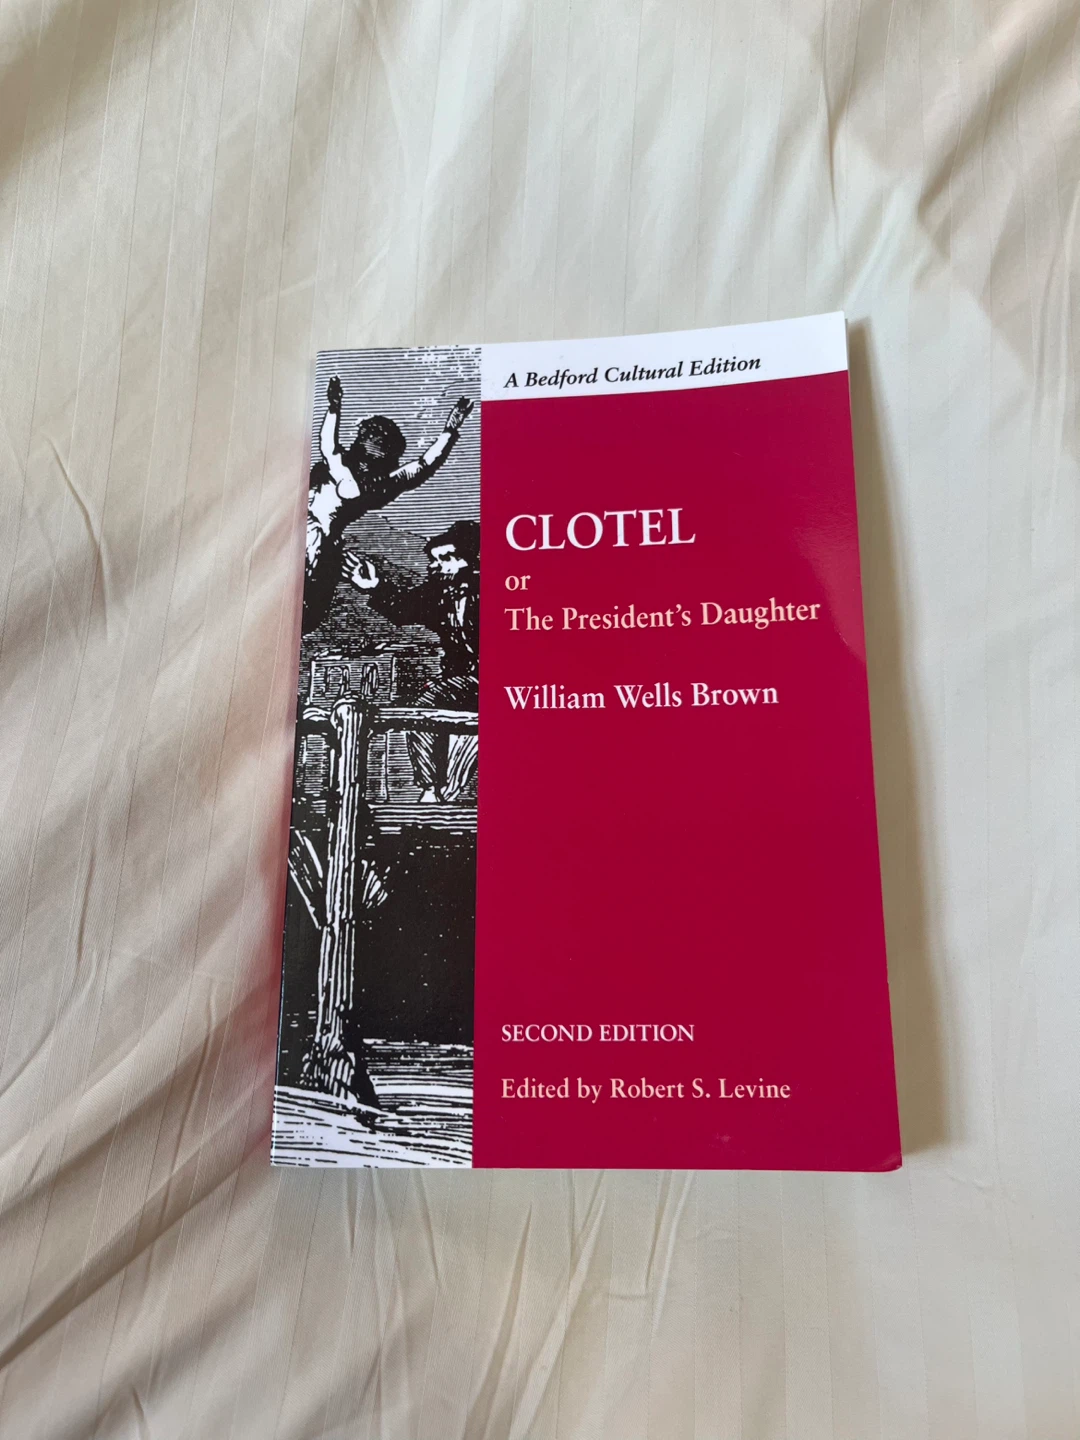 A Bedford Cultural Edition
CLOTEL
or
The President's Daughter
William Wells Brown
SECOND EDITION
Edited by Robert S. Levine